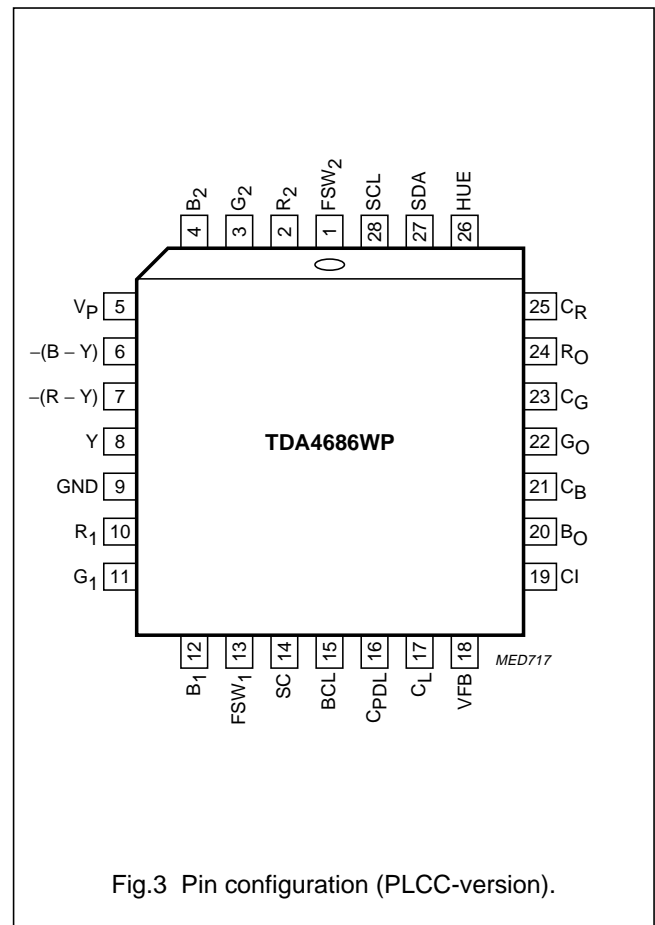 B2 G2 R2 FSW2 SCL SDA HUE
4 3 2 1 28 27 26
VP 5 25 CR
−(B − Y) 6 24 RO
−(R − Y) 7 23 CG
Y 8 TDA4686WP 22 GO
GND 9 21 CB
R1 10 20 BO
G1 11 19 CI
12 13 14 15 16 17 18
MED717
B1 FSW1 SC BCL CPDL CL VFB
Fig.3 Pin configuration (PLCC-version).